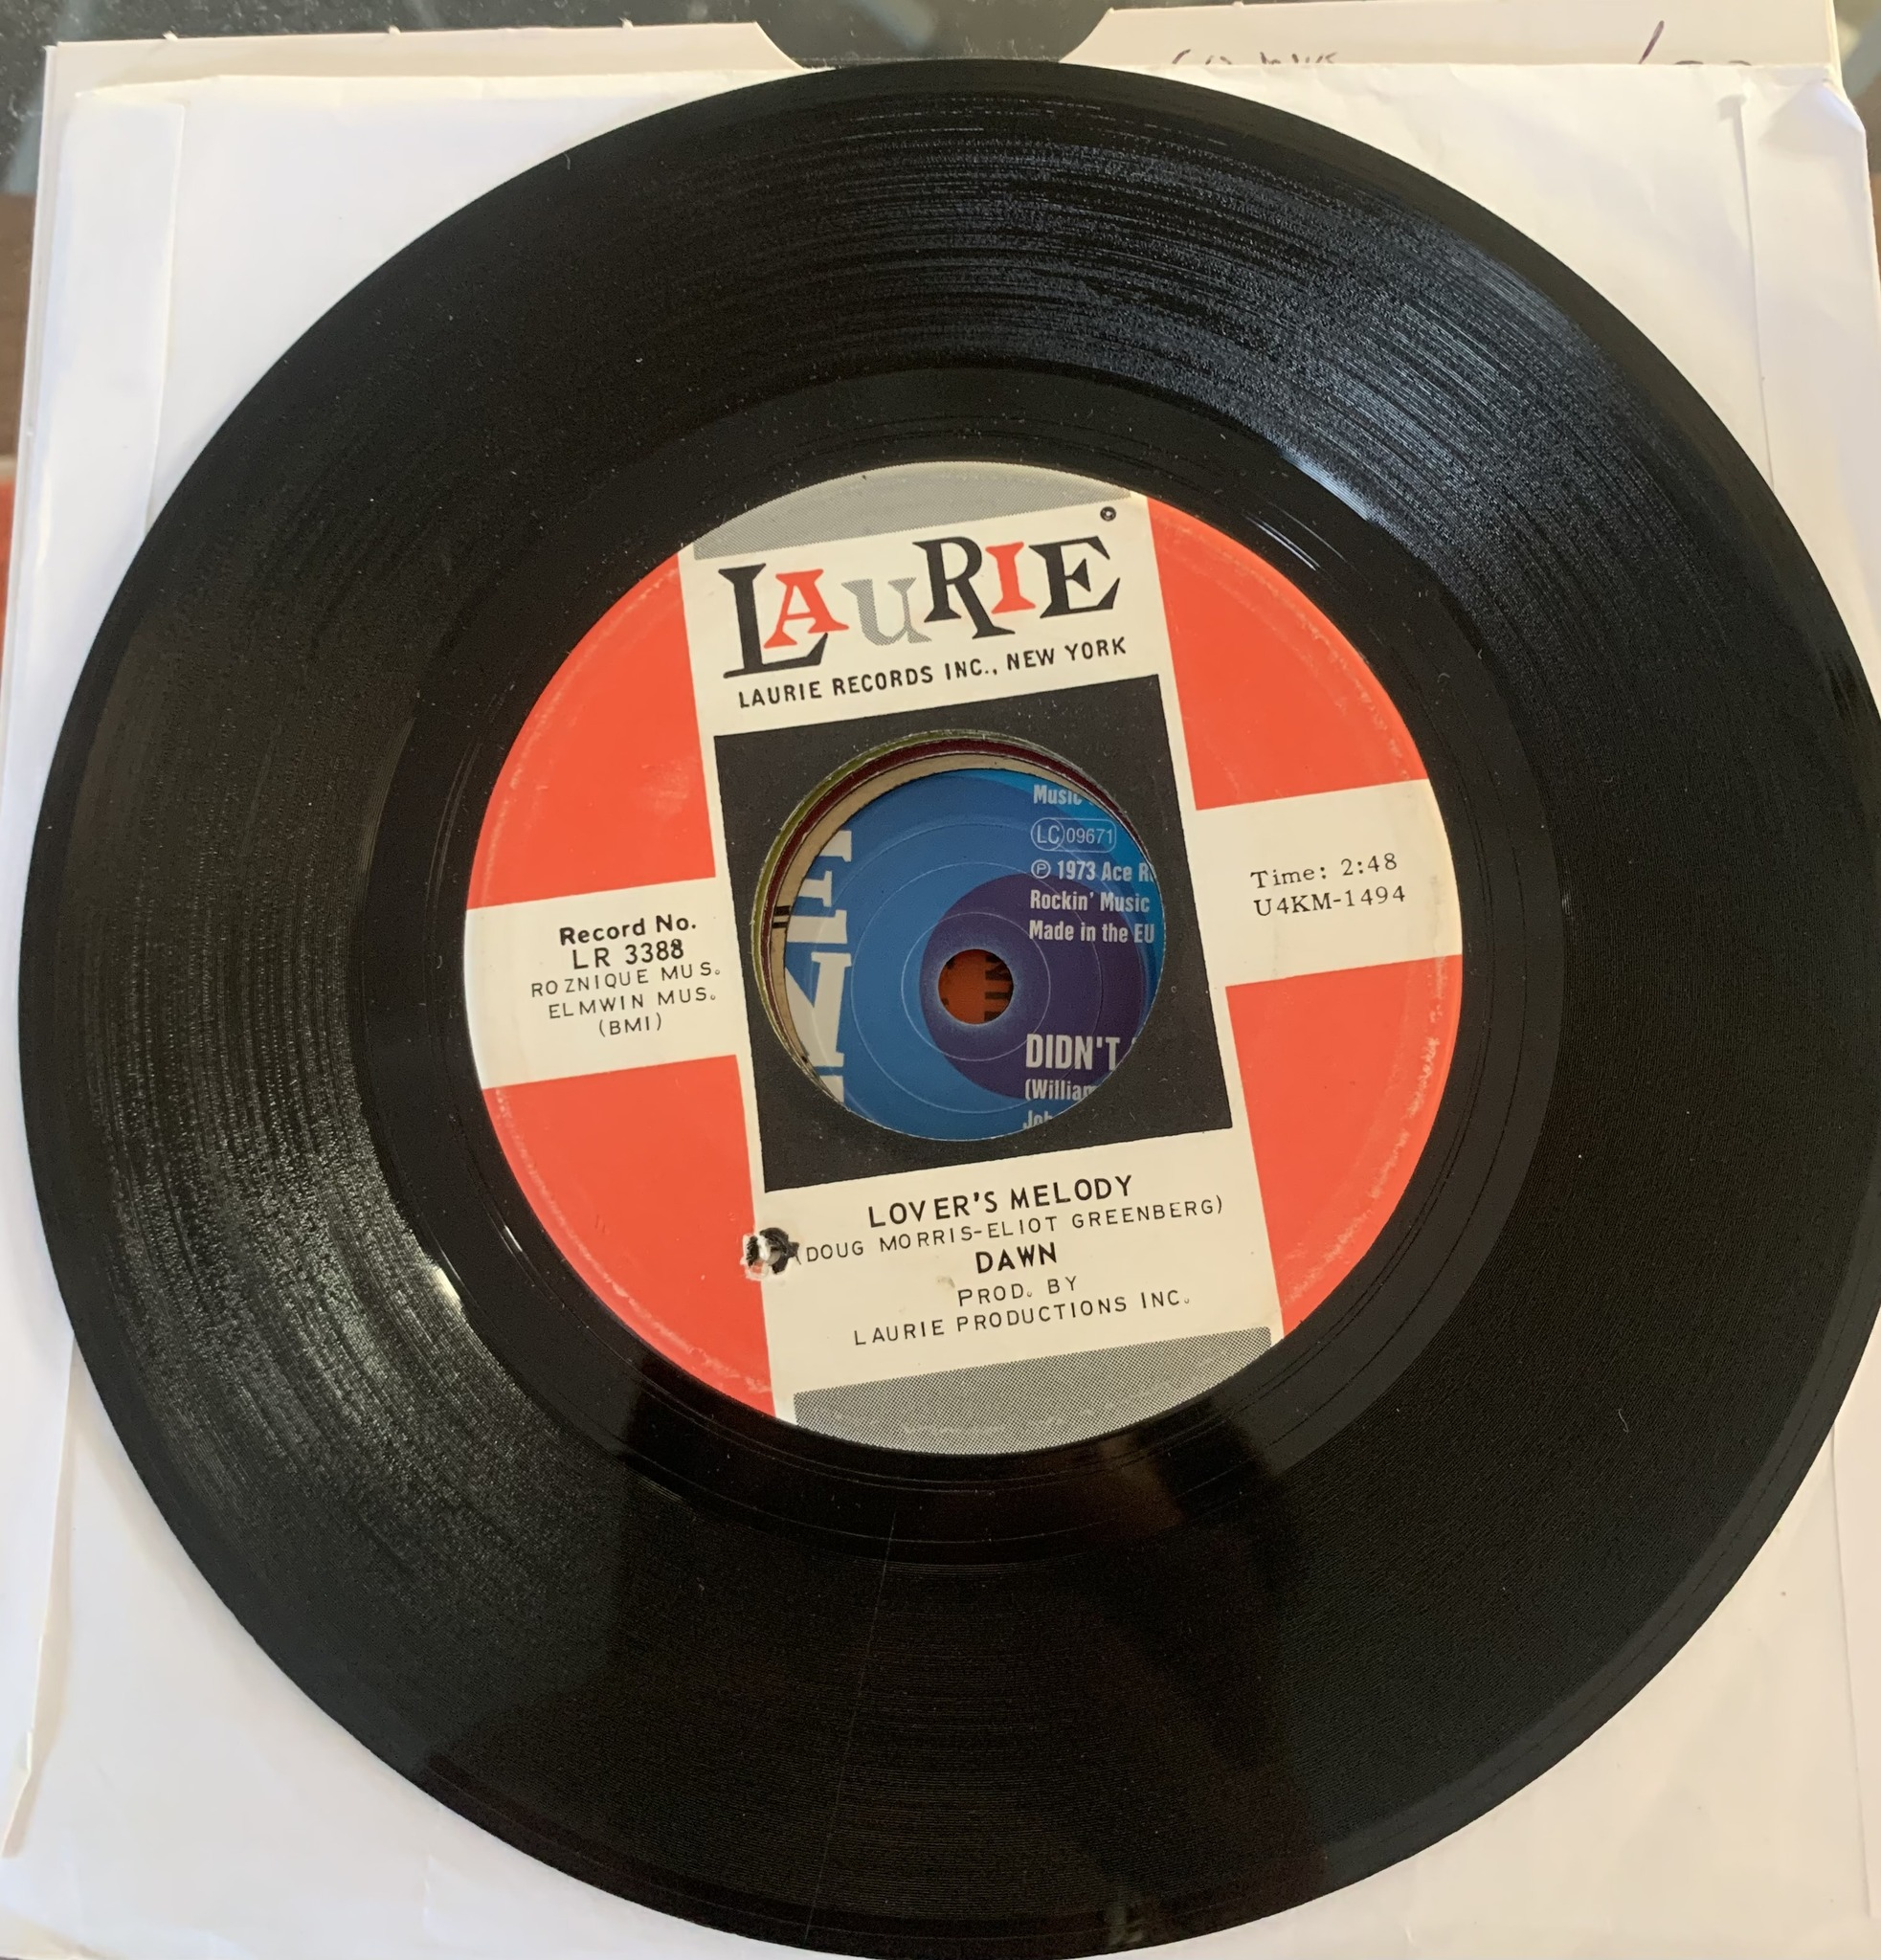 LAuRIE
LAURIE RECORDS INC., NEW YORK
Record No.
LR 3388
ROZNIQUE MUS.
ELMWIN MUS.
(BMI)
Time: 2:48
U4KM-1494
Music
LC 09671
Ⓟ 1973 Ace R
Rockin' Music
Made in the EU
DIDN'T
LOVER'S MELODY
(DOUG MORRIS-ELIOT GREENBERG)
DAWN
PROD. BY
LAURIE PRODUCTIONS INC.